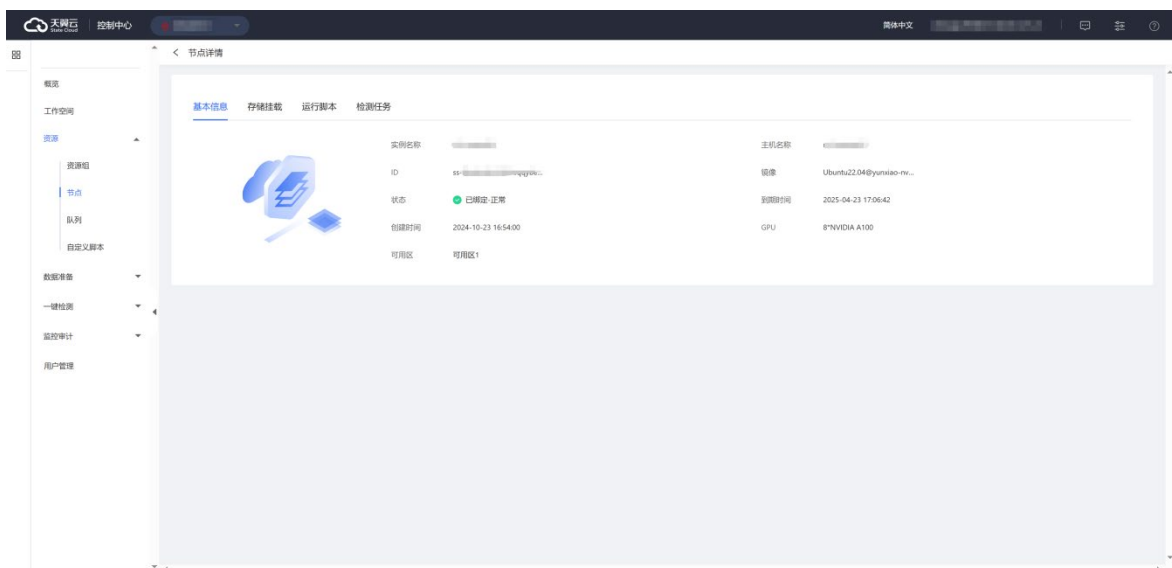 天翼云 State Cloud 控制中心 简体中文
节点详情
概览
工作空间
资源
资源组
节点
队列
自定义脚本
数据准备
一键检测
监控审计
用户管理
基本信息 存储挂载 运行脚本 检测任务
实例名称 主机名称
ID ss- 镜像 Ubuntu22.04@yunxiao-nv...
状态 已绑定-正常 到期时间 2025-04-23 17:06:42
创建时间 2024-10-23 16:54:00 GPU 8*NVIDIA A100
可用区 可用区1